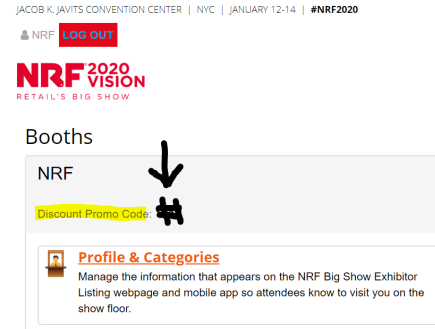 JACOB K. JAVITS CONVENTION CENTER | NYC | JANUARY 12-14 | #NRF2020
NRF LOG OUT
NRF 2020 VISION
RETAIL'S BIG SHOW
Booths
NRF
Discount Promo Code: #
Profile & Categories
Manage the information that appears on the NRF Big Show Exhibitor
Listing webpage and mobile app so attendees know to visit you on the
show floor.